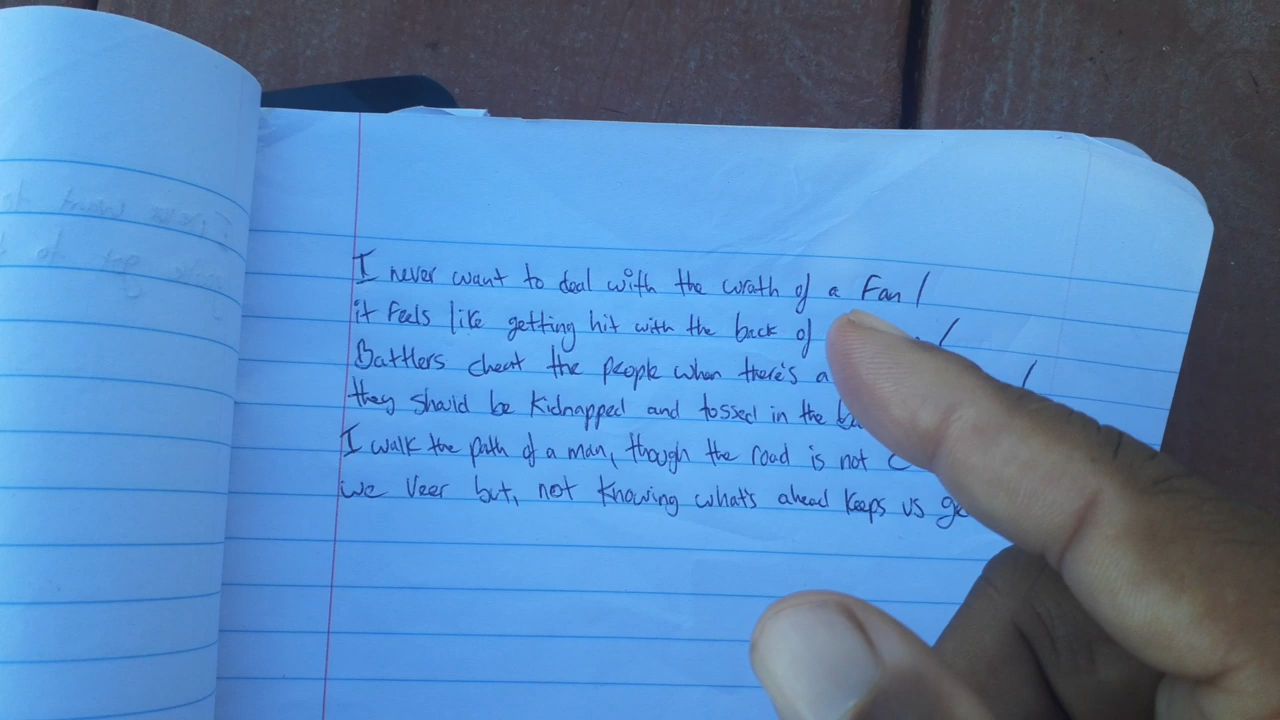 I never want to deal with the wrath of a Fan /
it Feels like getting hit with the back of /
Battlers cheat the people when there's a /
they should be kidnapped and tossed in the
I walk the path of a man, though the road is not
we veer but, not knowing what's ahead keeps us